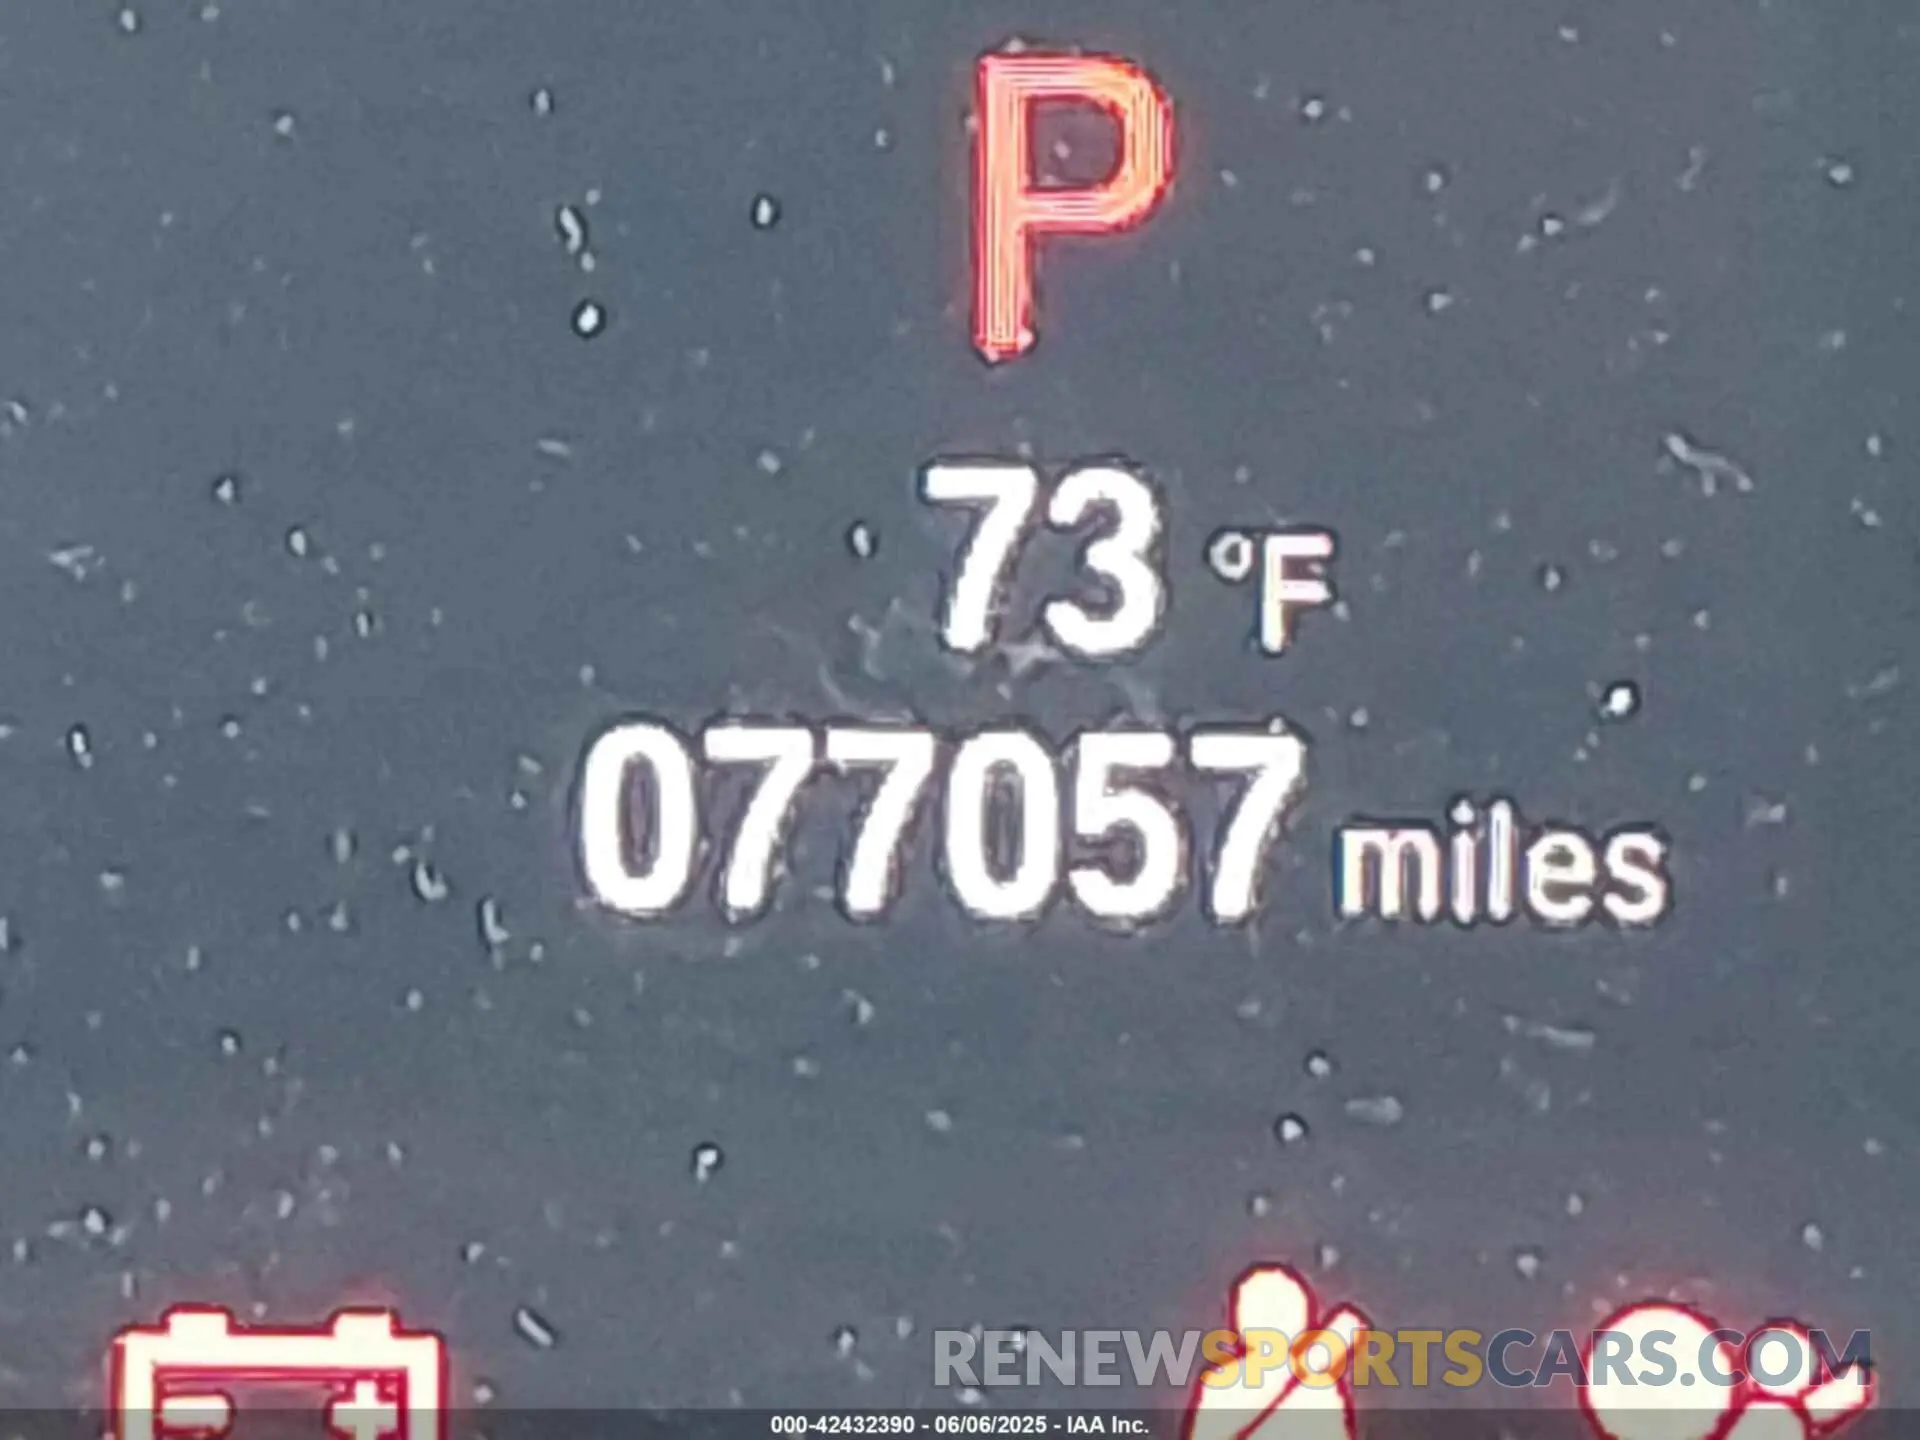 P
73 °F
077057 miles
RENEWSPORTSCARS.COM
000-42432390 - 06/06/2025 - IAA Inc.